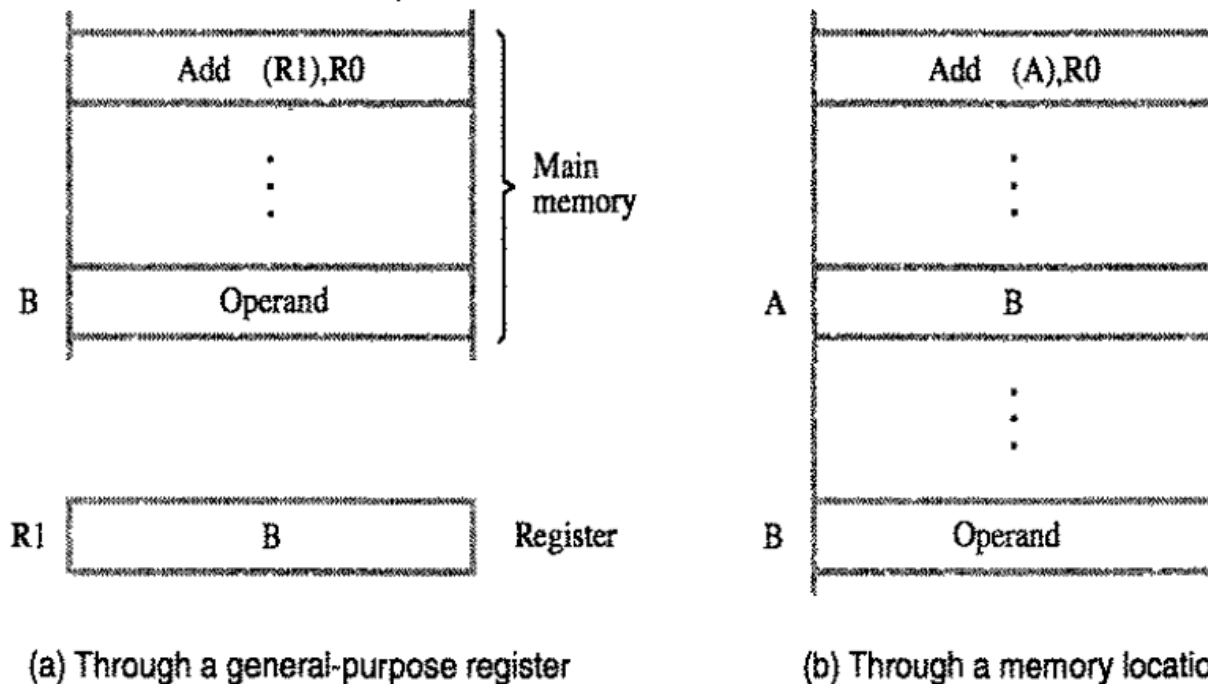 Add (R1),R0
Main
memory
B Operand
R1 B Register
(a) Through a general-purpose register
Add (A),R0
A B
B Operand
(b) Through a memory locatio